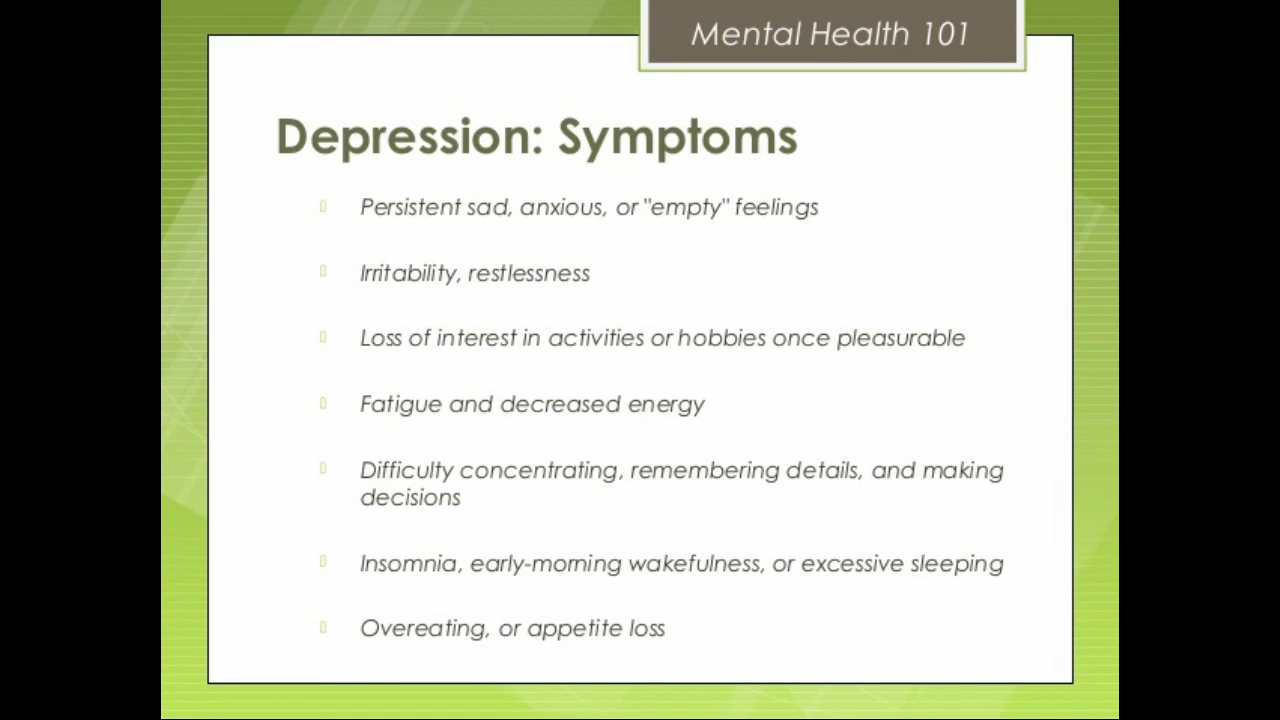 Mental Health 101
Depression: Symptoms
Persistent sad, anxious, or "empty" feelings
Irritability, restlessness
Loss of interest in activities or hobbies once pleasurable
Fatigue and decreased energy
Difficulty concentrating, remembering details, and making
decisions
Insomnia, early-morning wakefulness, or excessive sleeping
Overeating, or appetite loss